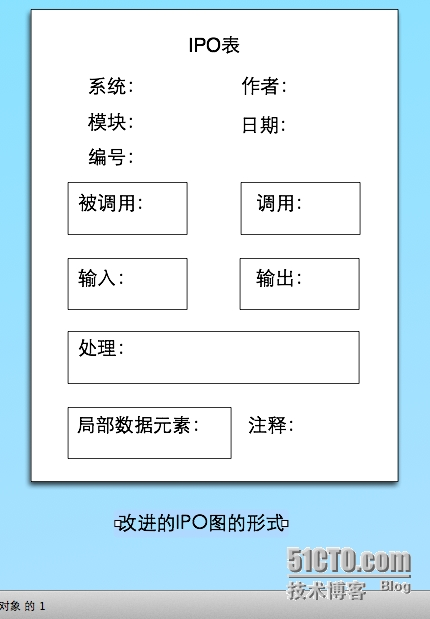 IPO表
系统： 作者：
模块： 日期：
编号：
被调用： 调用：
输入： 输出：
处理：
局部数据元素： 注释：
改进的IPO图的形式
51CTO.com
技术博客 Blog
对象 的 1